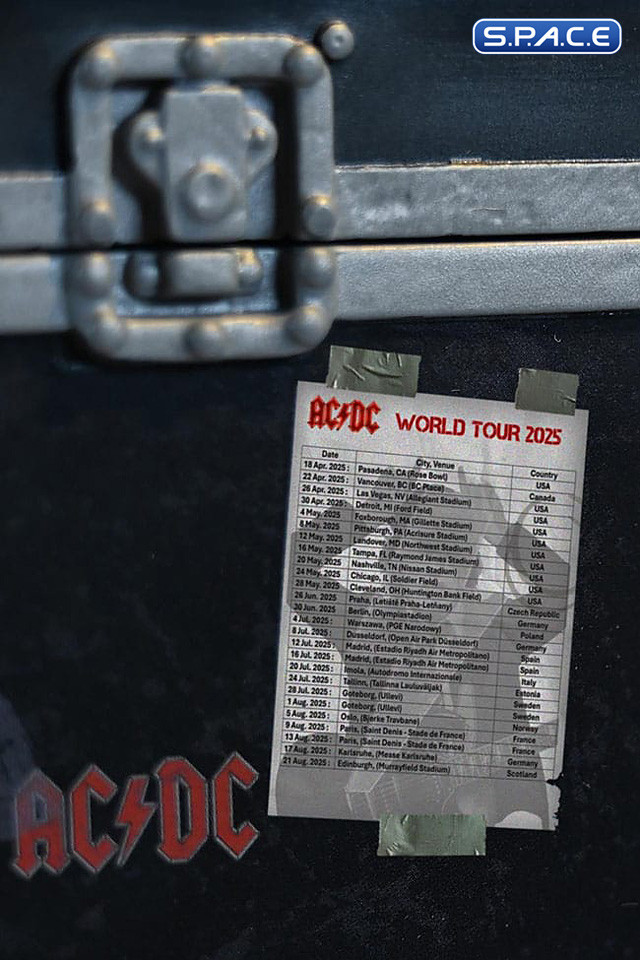 S.P.A.C.E
AC⚡DC WORLD TOUR 2025
Date City, Venue Country
18 Apr. 2025 : Pasadena, CA (Rose Bowl) USA
22 Apr. 2025 : Vancouver, BC (BC Place) Canada
26 Apr. 2025 : Las Vegas, NV (Allegiant Stadium) USA
30 Apr. 2025 : Detroit, MI (Ford Field) USA
4 May. 2025 Foxborough, MA (Gillette Stadium) USA
8 May. 2025 Pittsburgh, PA (Acrisure Stadium) USA
12 May. 2025 Landover, MD (Northwest Stadium) USA
16 May. 2025 Tampa, FL (Raymond James Stadium) USA
20 May. 2025 Nashville, TN (Nissan Stadium) USA
24 May. 2025 Chicago, IL (Soldier Field) USA
28 May. 2025 Cleveland, OH (Huntington Bank Field) USA
26 Jun. 2025 Praha, (Letiště Praha-Letňany) Czech Republic
30 Jun. 2025 Berlin, (Olympiastadion) Germany
4 Jul. 2025 : Warszawa, (PGE Narodowy) Poland
8 Jul. 2025 : Düsseldorf, (Open Air Park Düsseldorf) Germany
12 Jul. 2025 : Madrid, (Estadio Riyadh Air Metropolitano) Spain
16 Jul. 2025 : Madrid, (Estadio Riyadh Air Metropolitano) Spain
20 Jul. 2025 : Imola, (Autodromo Internazionale) Italy
24 Jul. 2025 : Tallinn, (Tallinna Lauluväljak) Estonia
28 Jul. 2025 : Goteborg, (Ullevi) Sweden
1 Aug. 2025 : Goteborg, (Ullevi) Sweden
5 Aug. 2025 : Oslo, (Bjerke Travbane) Norway
9 Aug. 2025 : Paris, (Saint Denis - Stade de France) France
13 Aug. 2025 : Paris, (Saint Denis - Stade de France) France
17 Aug. 2025 : Karlsruhe, (Messe Karlsruhe) Germany
21 Aug. 2025 : Edinburgh, (Murrayfield Stadium) Scotland
AC⚡DC